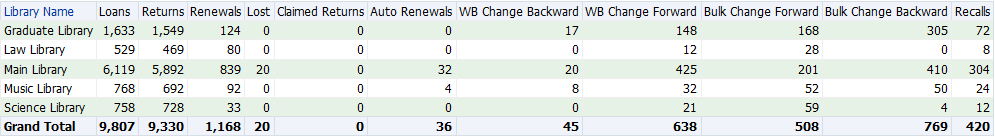 Library Name Loans Returns Renewals Lost Claimed Returns Auto Renewals WB Change Backward WB Change Forward Bulk Change Forward Bulk Change Backward Recalls
Graduate Library 1,633 1,549 124 0 0 0 17 148 168 305 72
Law Library 529 469 80 0 0 0 0 12 28 0 8
Main Library 6,119 5,892 839 20 0 32 20 425 201 410 304
Music Library 768 692 92 0 0 4 8 32 52 50 24
Science Library 758 728 33 0 0 0 0 21 59 4 12
Grand Total 9,807 9,330 1,168 20 0 36 45 638 508 769 420